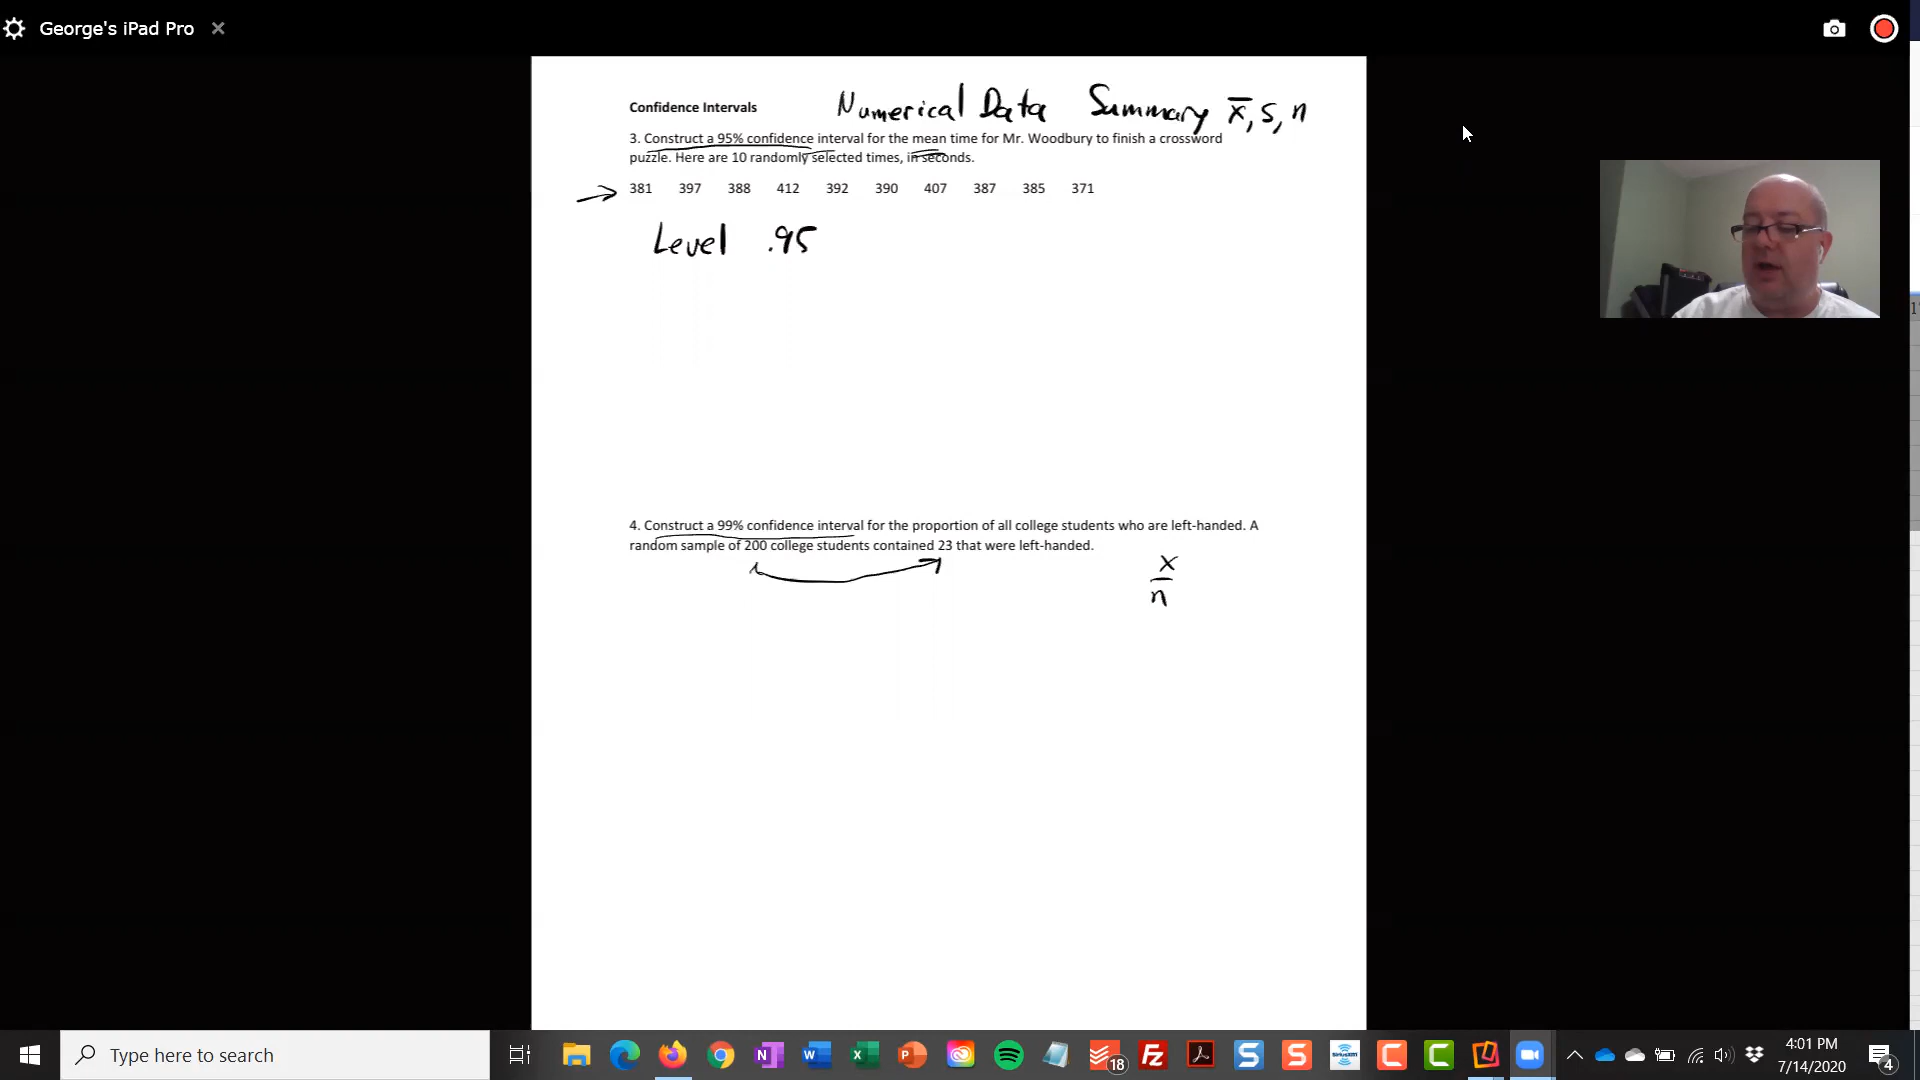 George's iPad Pro
Confidence Intervals Numerical Data Summary x̄, s, n
3. Construct a 95% confidence interval for the mean time for Mr. Woodbury to finish a crossword
puzzle. Here are 10 randomly selected times, in seconds.
381 397 388 412 392 390 407 387 385 371
Level .95
4. Construct a 99% confidence interval for the proportion of all college students who are left-handed. A
random sample of 200 college students contained 23 that were left-handed.
x
n
Type here to search
18
4:01 PM
7/14/2020
4